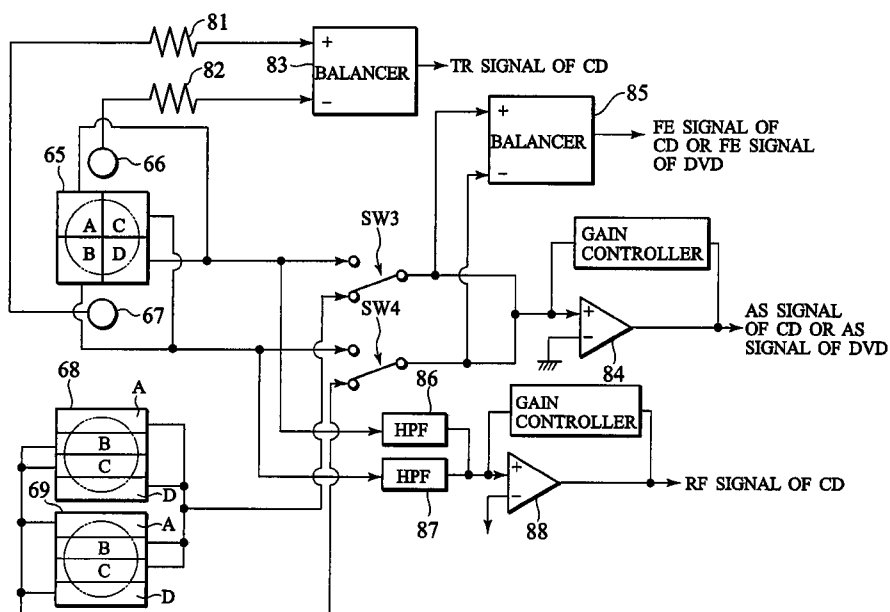 81
82
83
+
BALANCER
−
TR SIGNAL OF CD
85
+
BALANCER
−
FE SIGNAL OF
CD OR FE SIGNAL
OF DVD
65
66
A C
B D
67
SW3
SW4
GAIN
CONTROLLER
+
−
84
AS SIGNAL
OF CD OR AS
SIGNAL OF DVD
68
A
B
C
D
69
A
B
C
D
86
HPF
HPF
87
GAIN
CONTROLLER
+
−
88
RF SIGNAL OF CD